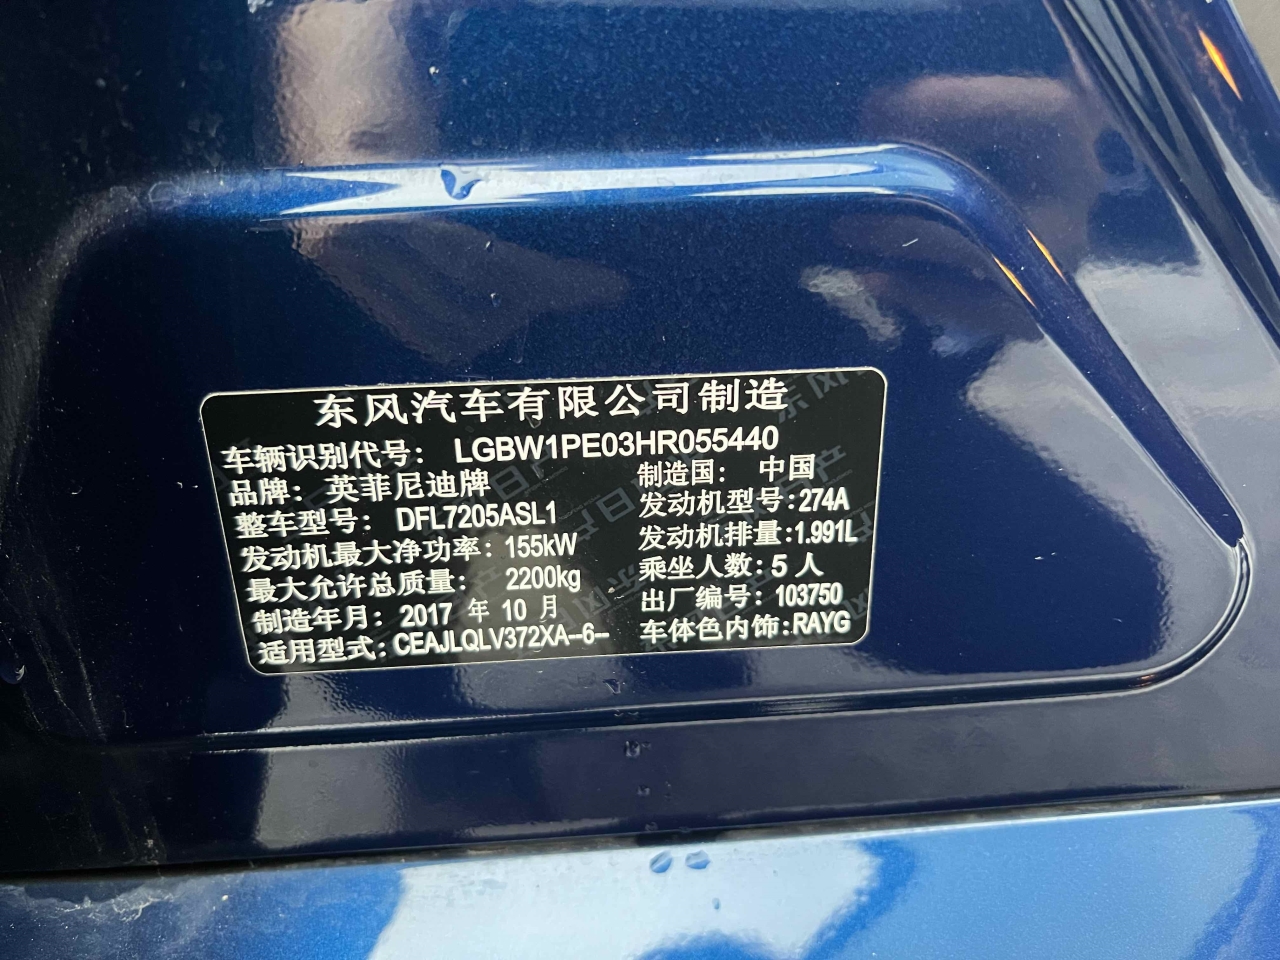 东风汽车有限公司制造
车辆识别代号: LGBW1PE03HR055440
品牌: 英菲尼迪牌 制造国: 中国
整车型号: DFL7205ASL1 发动机型号:274A
发动机最大净功率: 155kW 发动机排量:1.991L
最大允许总质量: 2200kg 乘坐人数:5 人
制造年月: 2017 年 10 月 出厂编号: 103750
适用型式:CEAJLQLV372XA--6-- 车体色内饰:RAYG